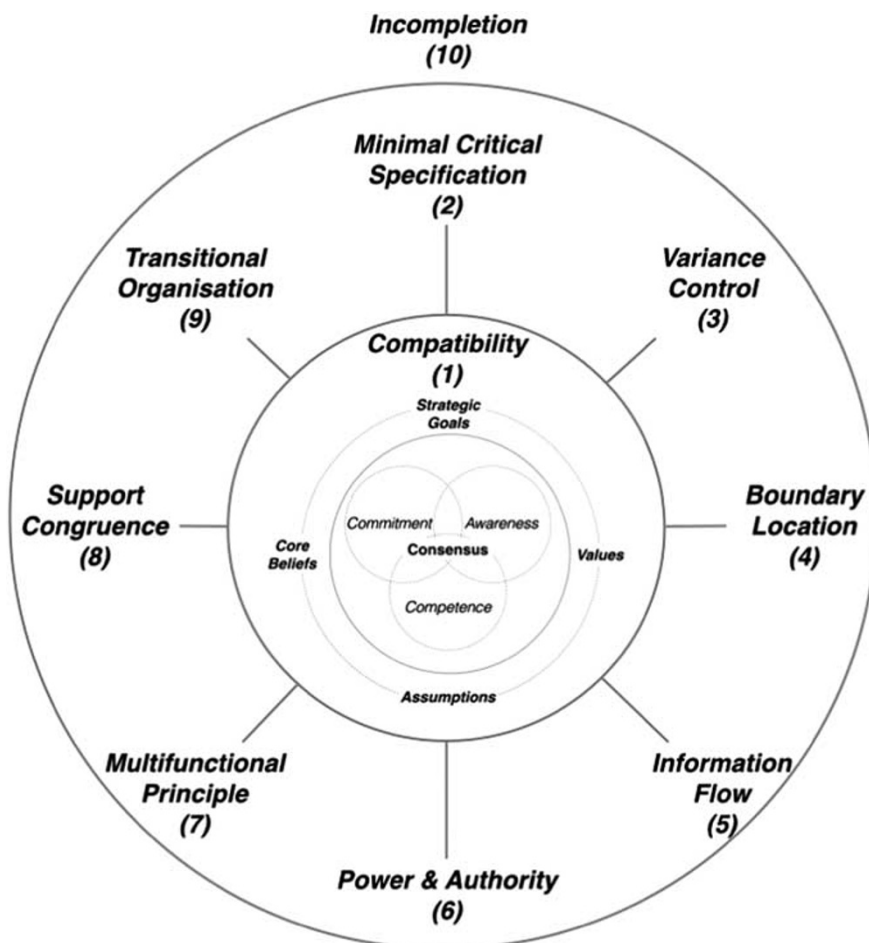 Incompletion
(10)
Minimal Critical
Specification
(2)
Transitional
Organisation
(9)
Variance
Control
(3)
Compatibility
(1)
Strategic
Goals
Support
Congruence
(8)
Core
Beliefs
Commitment
Awareness
Consensus
Competence
Values
Boundary
Location
(4)
Assumptions
Multifunctional
Principle
(7)
Information
Flow
(5)
Power & Authority
(6)